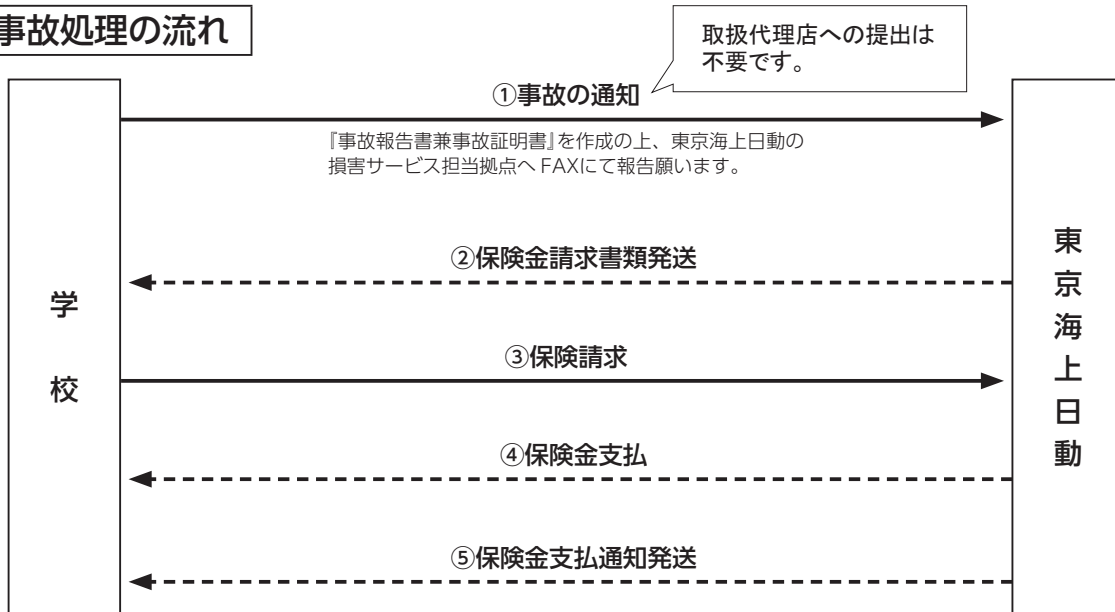 事故処理の流れ
取扱代理店への提出は
不要です。
①事故の通知
『事故報告書兼事故証明書』を作成の上、東京海上日動の
損害サービス担当拠点へ FAXにて報告願います。
②保険金請求書類発送
学校
東京海上日動
③保険請求
④保険金支払
⑤保険金支払通知発送